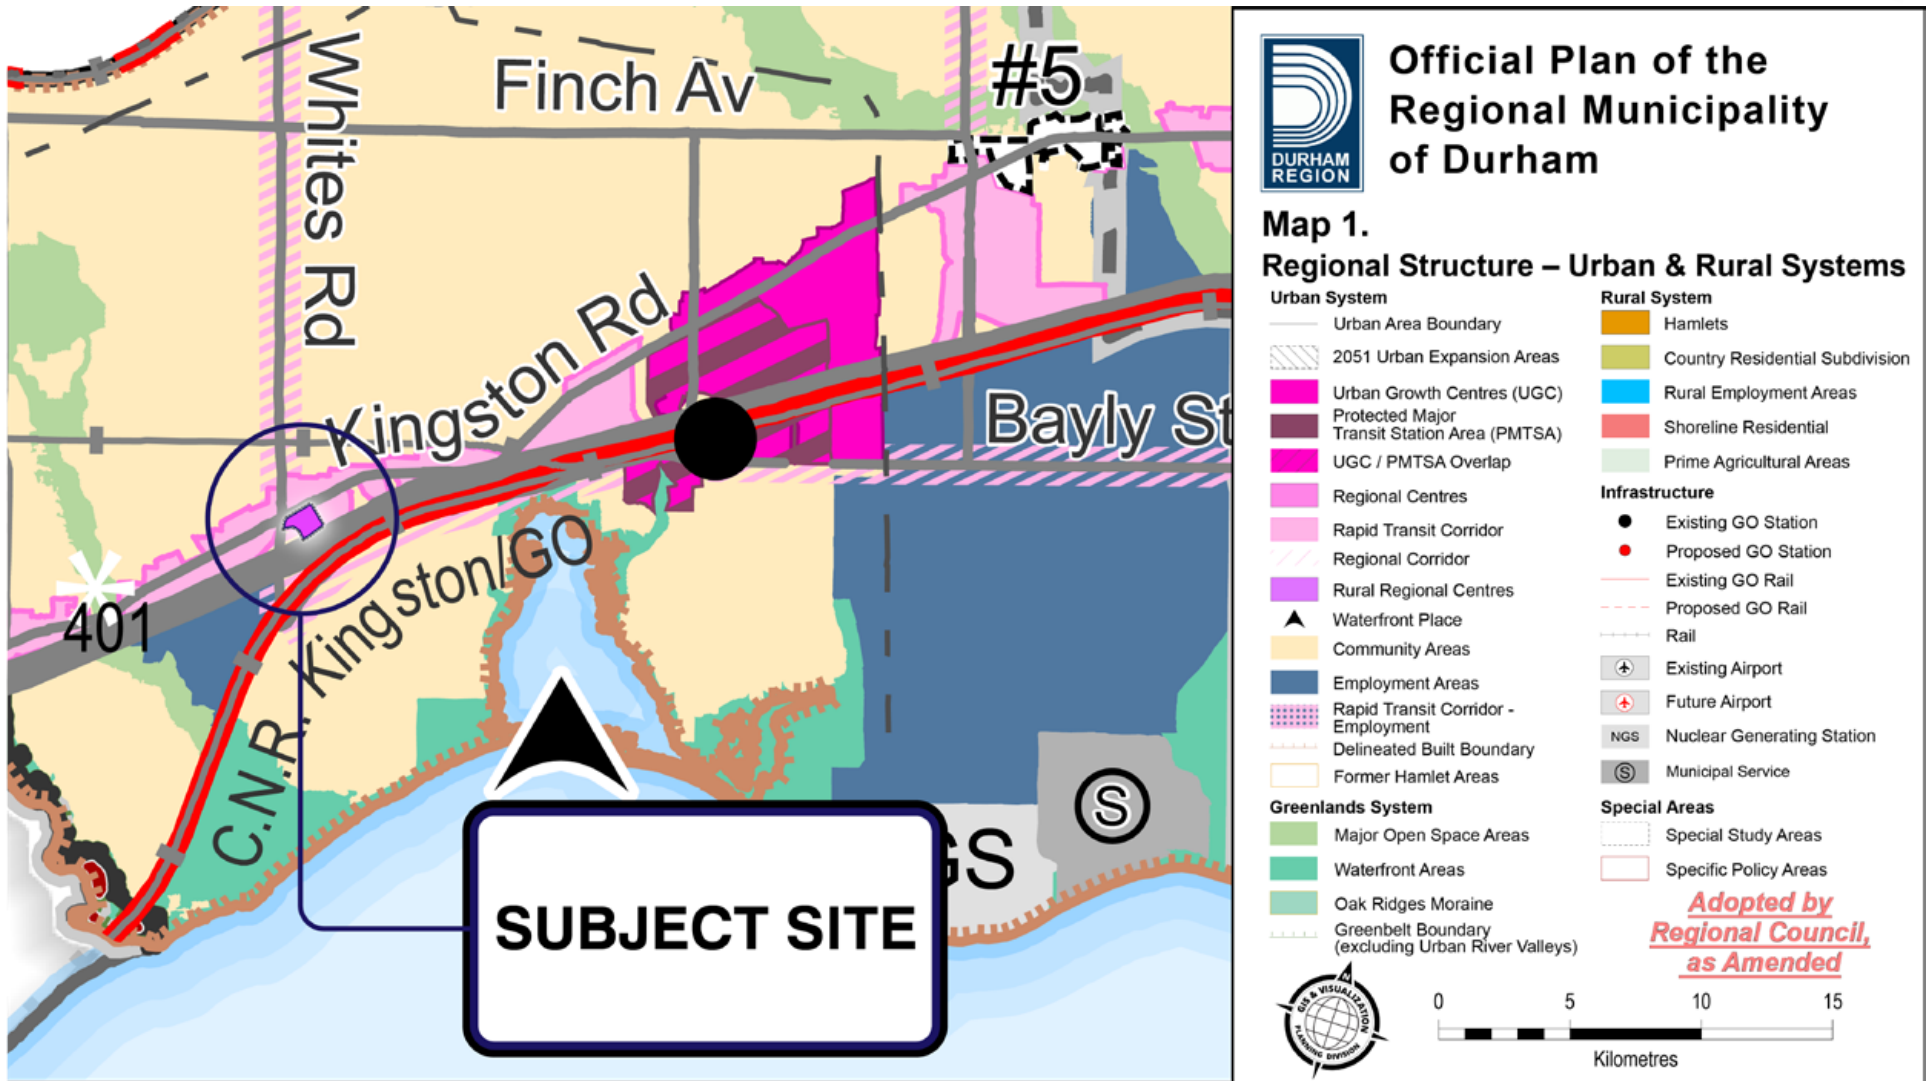 Whites Rd
Finch Av
#5
Kingston Rd
Bayly St
401
Kingston/GO
C.N.R.
GS
S
SUBJECT SITE
DURHAM
REGION
Official Plan of the
Regional Municipality
of Durham
Map 1.
Regional Structure – Urban & Rural Systems
Urban System
Urban Area Boundary
2051 Urban Expansion Areas
Urban Growth Centres (UGC)
Protected Major
Transit Station Area (PMTSA)
UGC / PMTSA Overlap
Regional Centres
Rapid Transit Corridor
Regional Corridor
Rural Regional Centres
Waterfront Place
Community Areas
Employment Areas
Rapid Transit Corridor -
Employment
Delineated Built Boundary
Former Hamlet Areas
Greenlands System
Major Open Space Areas
Waterfront Areas
Oak Ridges Moraine
Greenbelt Boundary
(excluding Urban River Valleys)
Rural System
Hamlets
Country Residential Subdivision
Rural Employment Areas
Shoreline Residential
Prime Agricultural Areas
Infrastructure
Existing GO Station
Proposed GO Station
Existing GO Rail
Proposed GO Rail
Rail
Existing Airport
Future Airport
NGS Nuclear Generating Station
S Municipal Service
Special Areas
Special Study Areas
Specific Policy Areas
Adopted by
Regional Council,
as Amended
N
GIS & VISUALIZATION
PLANNING DIVISION
0 5 10 15
Kilometres